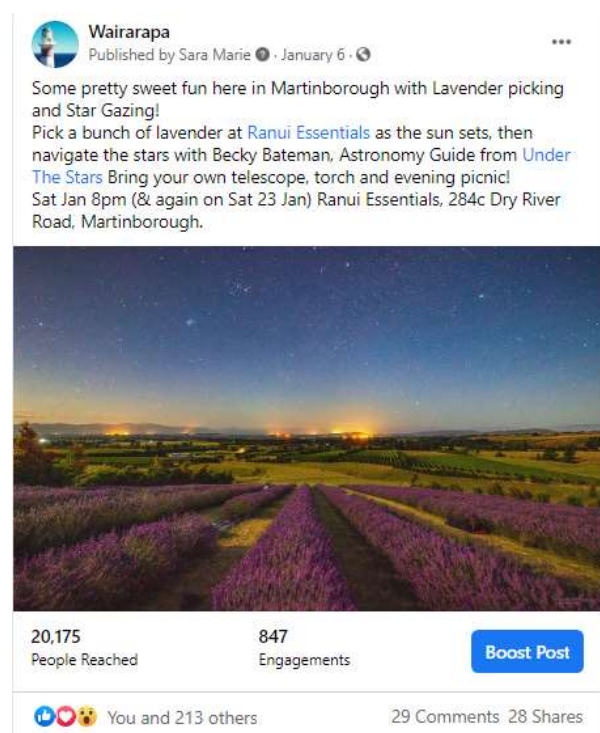 Wairarapa
Published by Sara Marie · January 6 ·
Some pretty sweet fun here in Martinborough with Lavender picking
and Star Gazing!
Pick a bunch of lavender at Ranui Essentials as the sun sets, then
navigate the stars with Becky Bateman, Astronomy Guide from Under
The Stars Bring your own telescope, torch and evening picnic!
Sat Jan 8pm (& again on Sat 23 Jan) Ranui Essentials, 284c Dry River
Road, Martinborough.
20,175 847 Boost Post
People Reached Engagements
You and 213 others 29 Comments 28 Shares